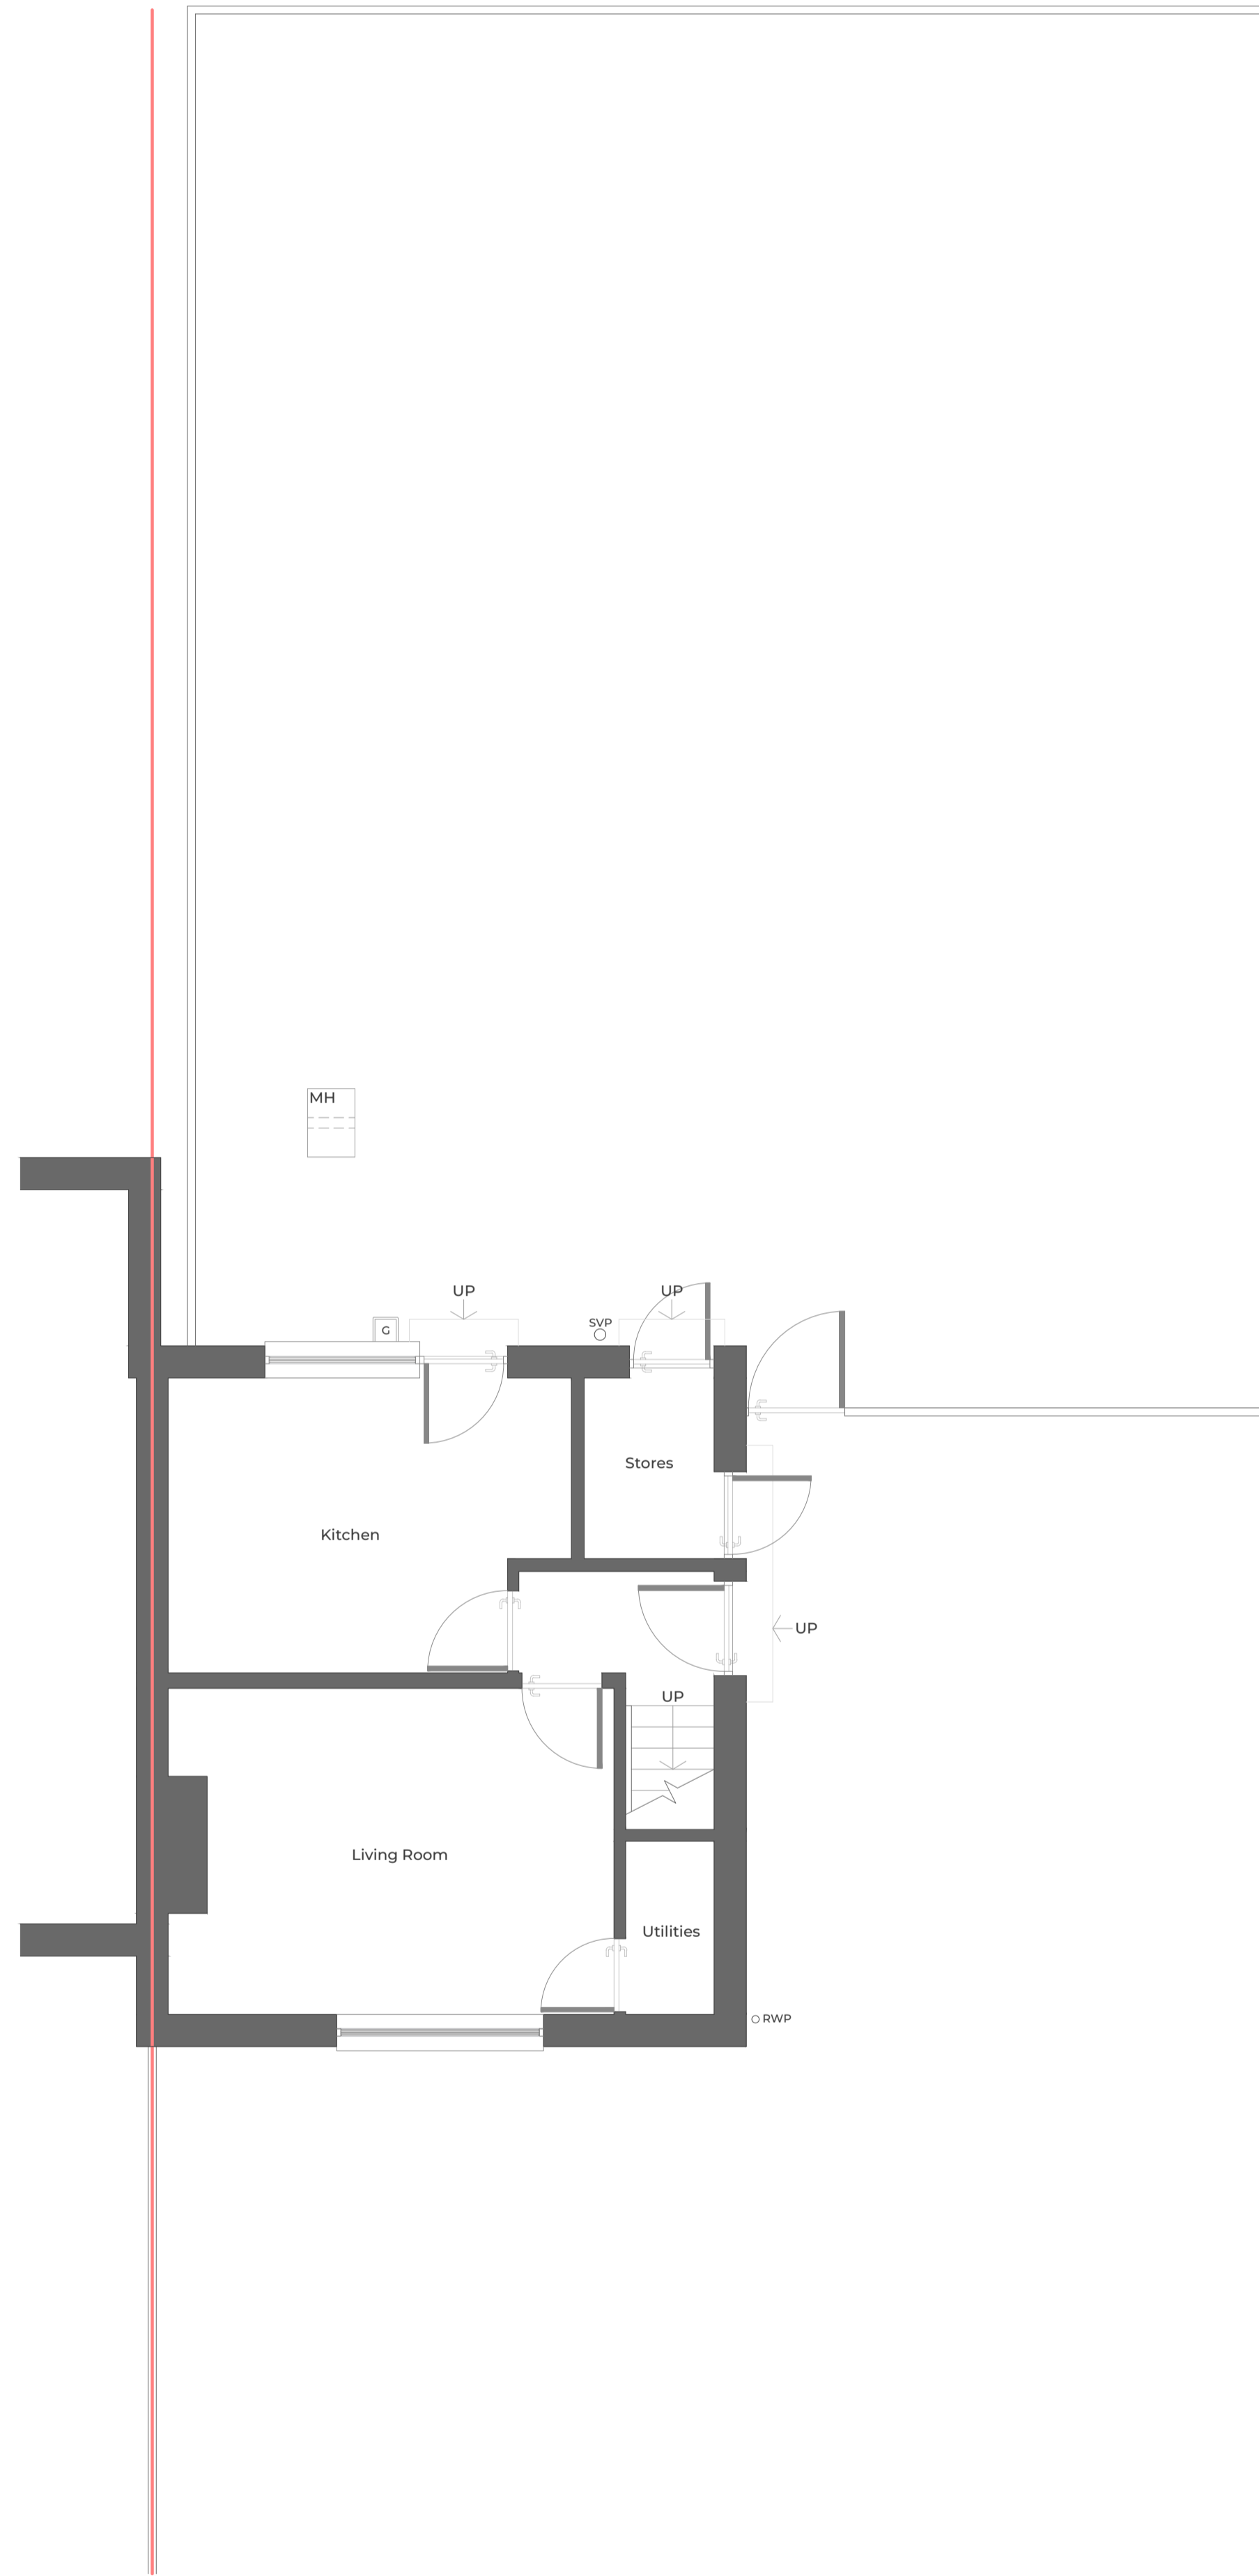 MH
UP
UP
SVP
G
Stores
Kitchen
UP
UP
Living Room
Utilities
RWP